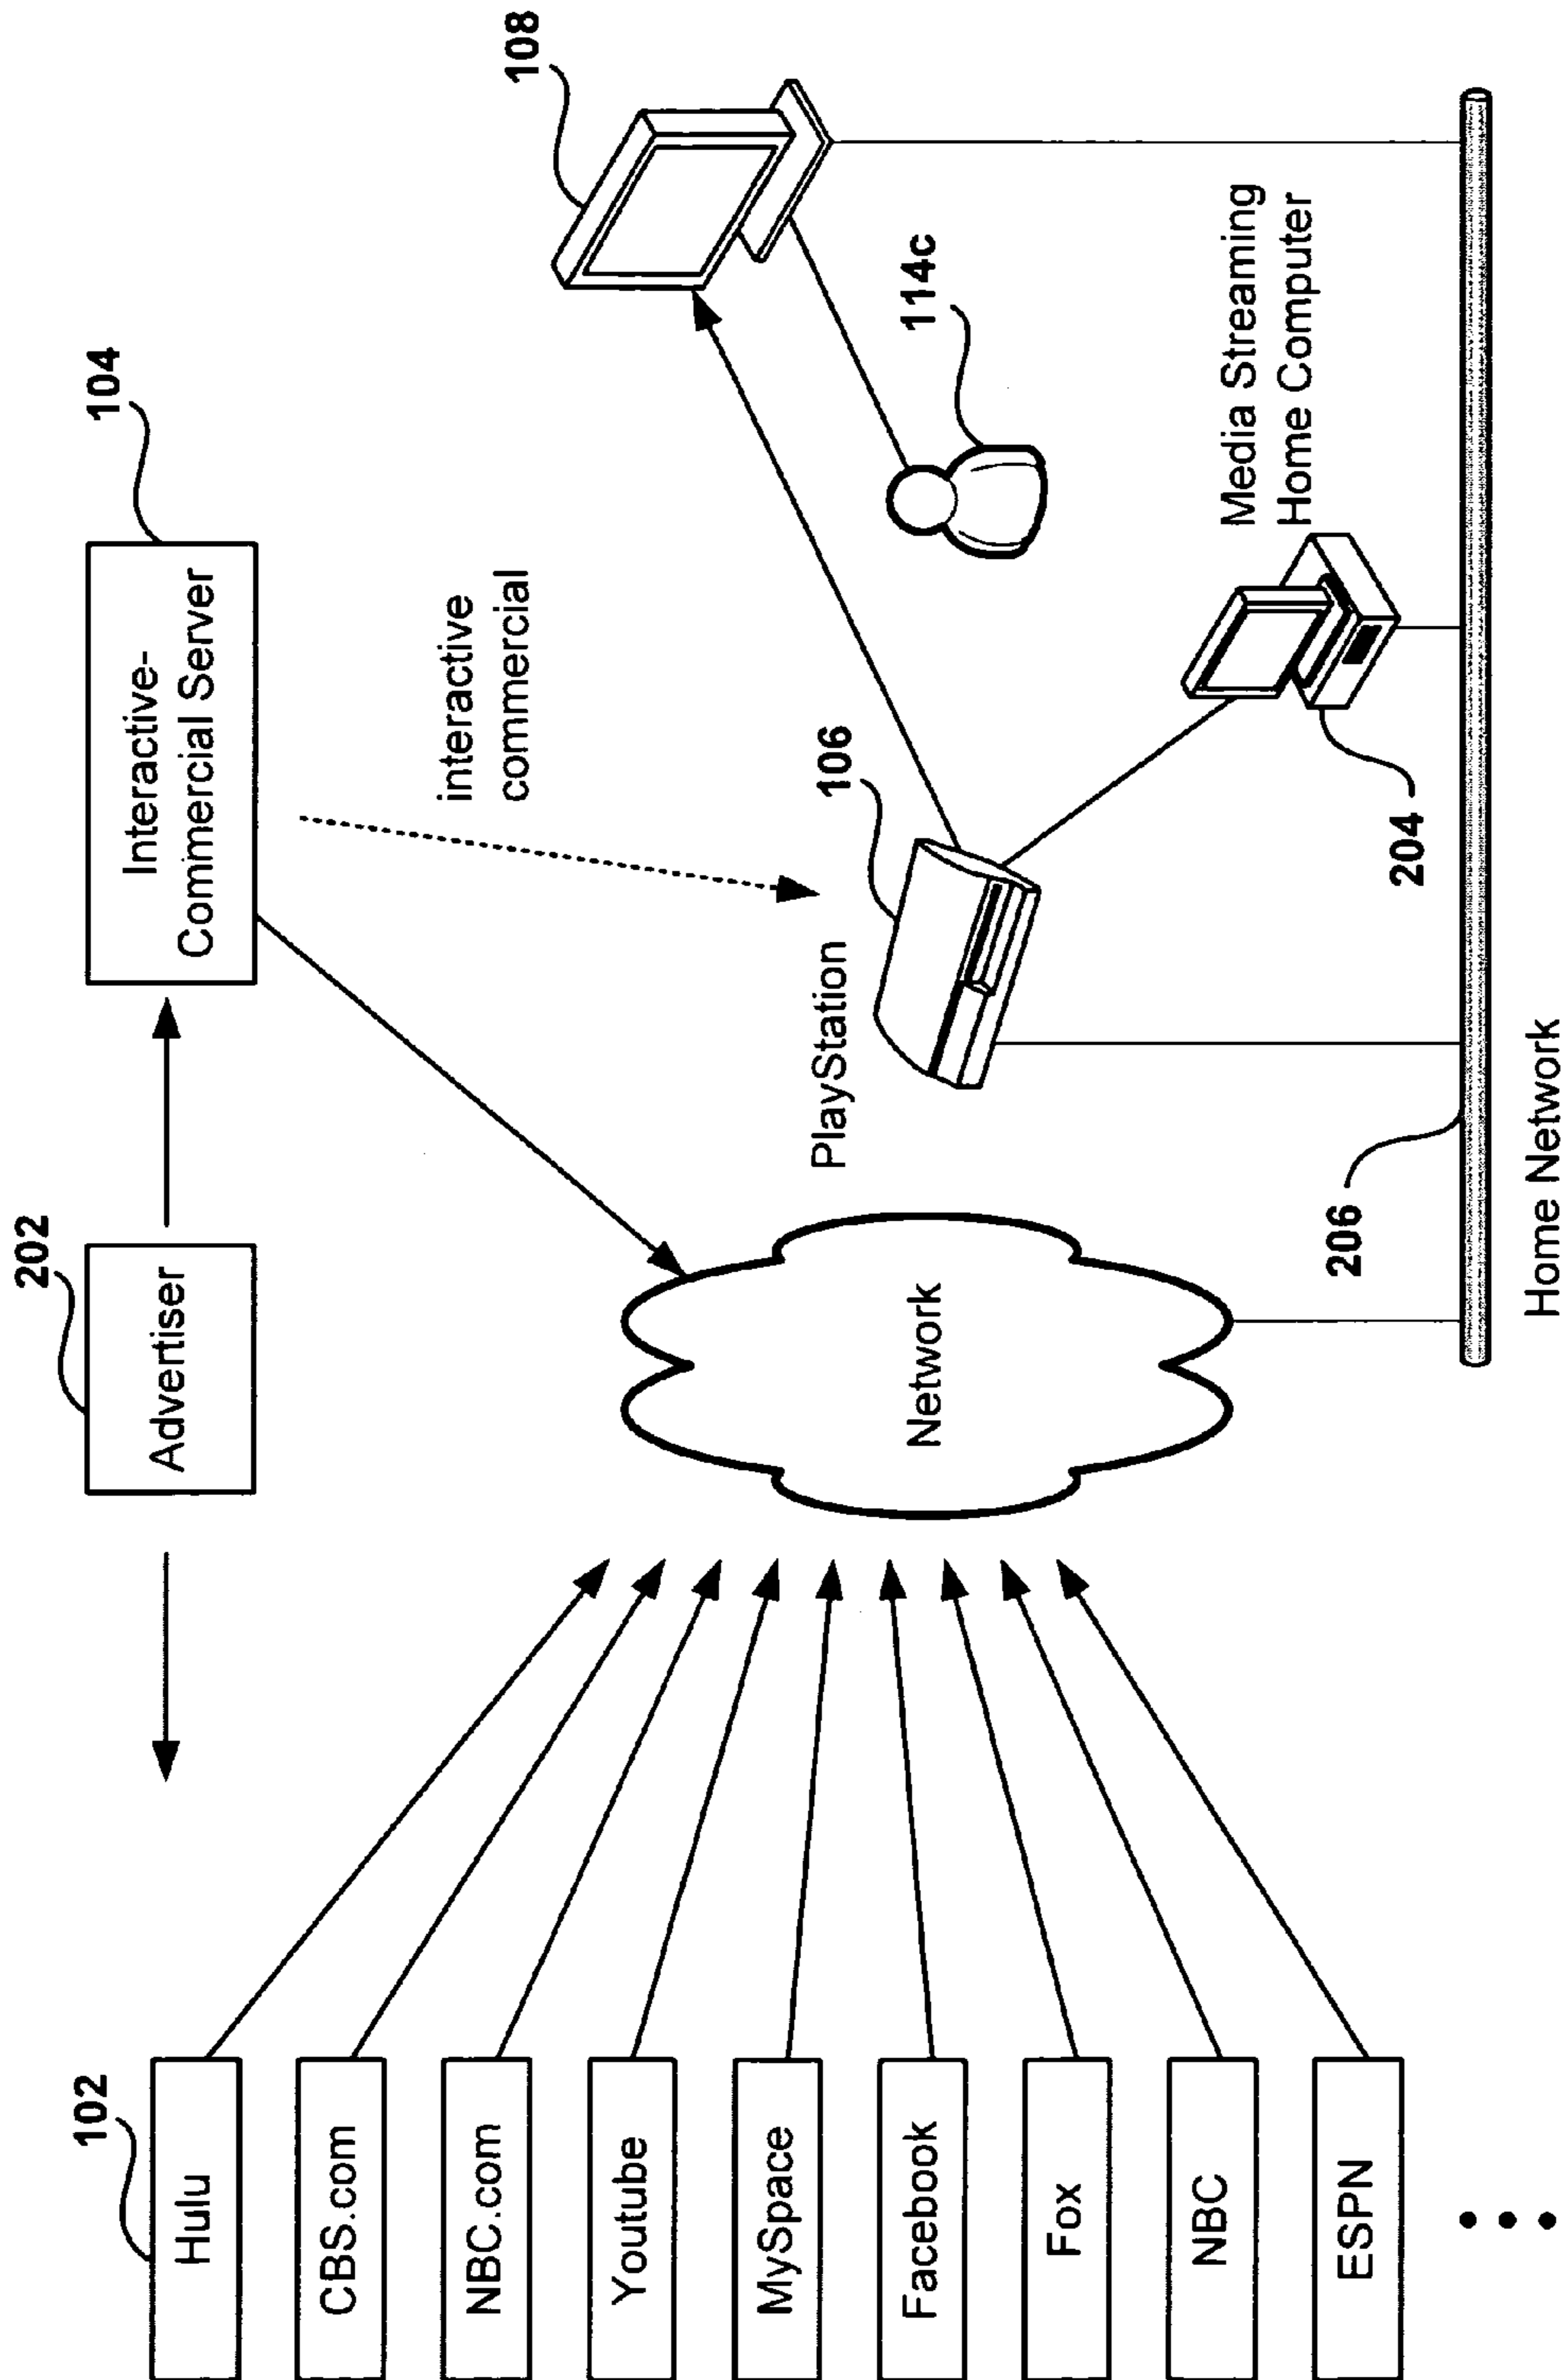 202
Advertiser
104
Interactive-
Commercial Server
102
Hulu
CBS.com
NBC.com
Youtube
MySpace
Facebook
Fox
NBC
ESPN
Network
interactive
commercial
108
114c
PlayStation
106
Media Streaming
Home Computer
204
206
Home Network